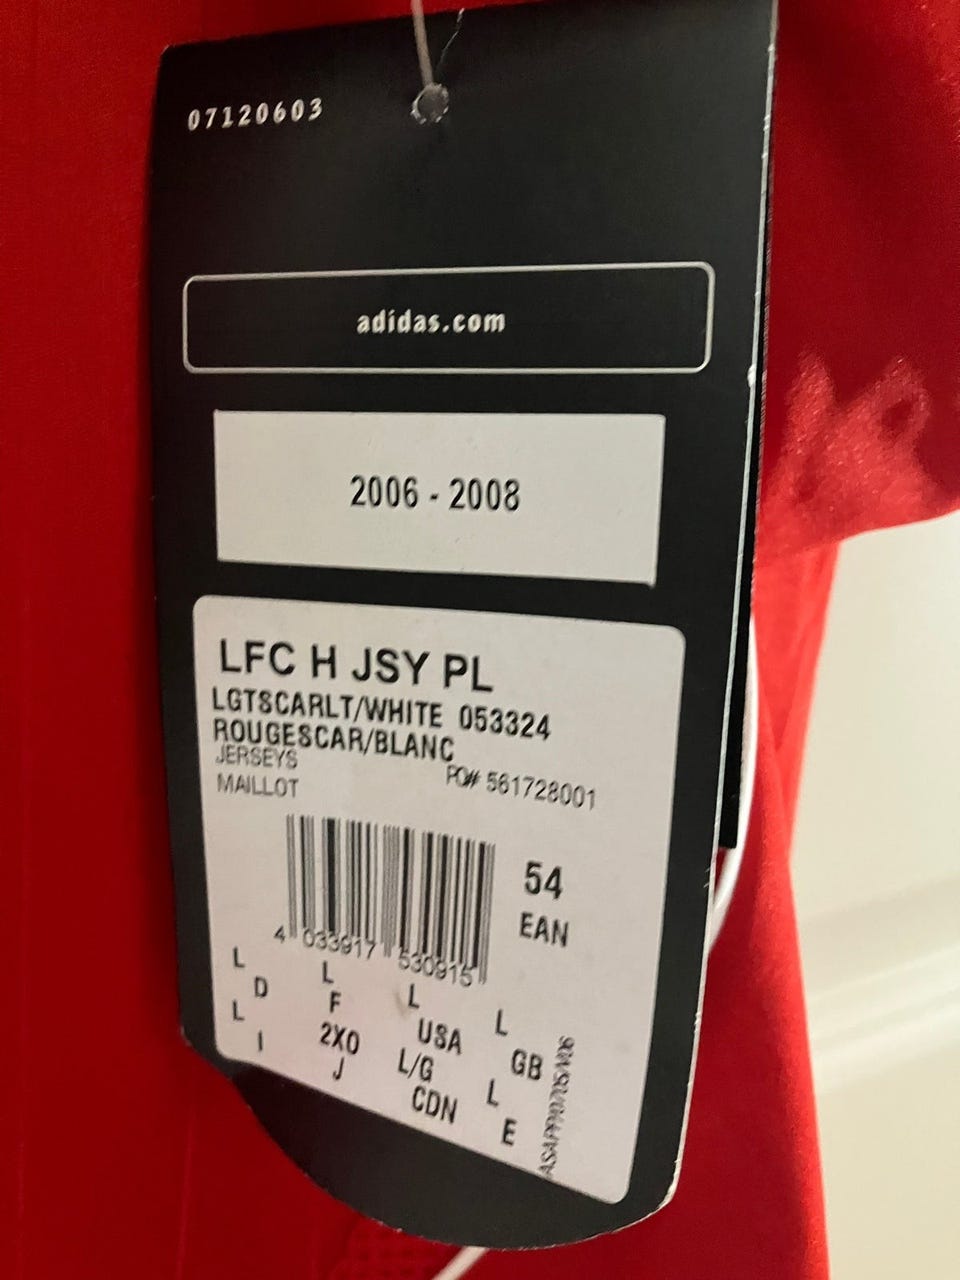 07120603
adidas.com
2006 - 2008
LFC H JSY PL
LGTSCARLT/WHITE 053324
ROUGESCAR/BLANC
JERSEYS
PO# 561728001
MAILLOT
54
EAN
4 033917 530915
L L L L
D F USA GB
L 2XO L/G L
I J CDN E